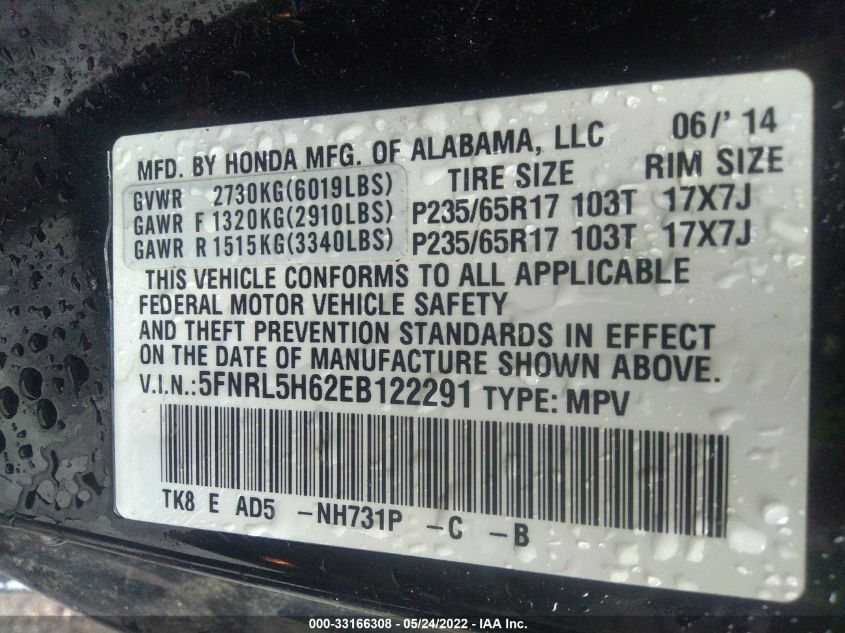 MFD. BY HONDA MFG. OF ALABAMA, LLC 06/' 14
GVWR 2730KG(6019LBS) TIRE SIZE RIM SIZE
GAWR F 1320KG(2910LBS) P235/65R17 103T 17X7J
GAWR R 1515KG(3340LBS) P235/65R17 103T 17X7J
THIS VEHICLE CONFORMS TO ALL APPLICABLE
FEDERAL MOTOR VEHICLE SAFETY
AND THEFT PREVENTION STANDARDS IN EFFECT
ON THE DATE OF MANUFACTURE SHOWN ABOVE.
V.I.N.:5FNRL5H62EB122291 TYPE: MPV
TK8 E AD5 -NH731P -C -B
000-33166308 - 05/24/2022 - IAA Inc.